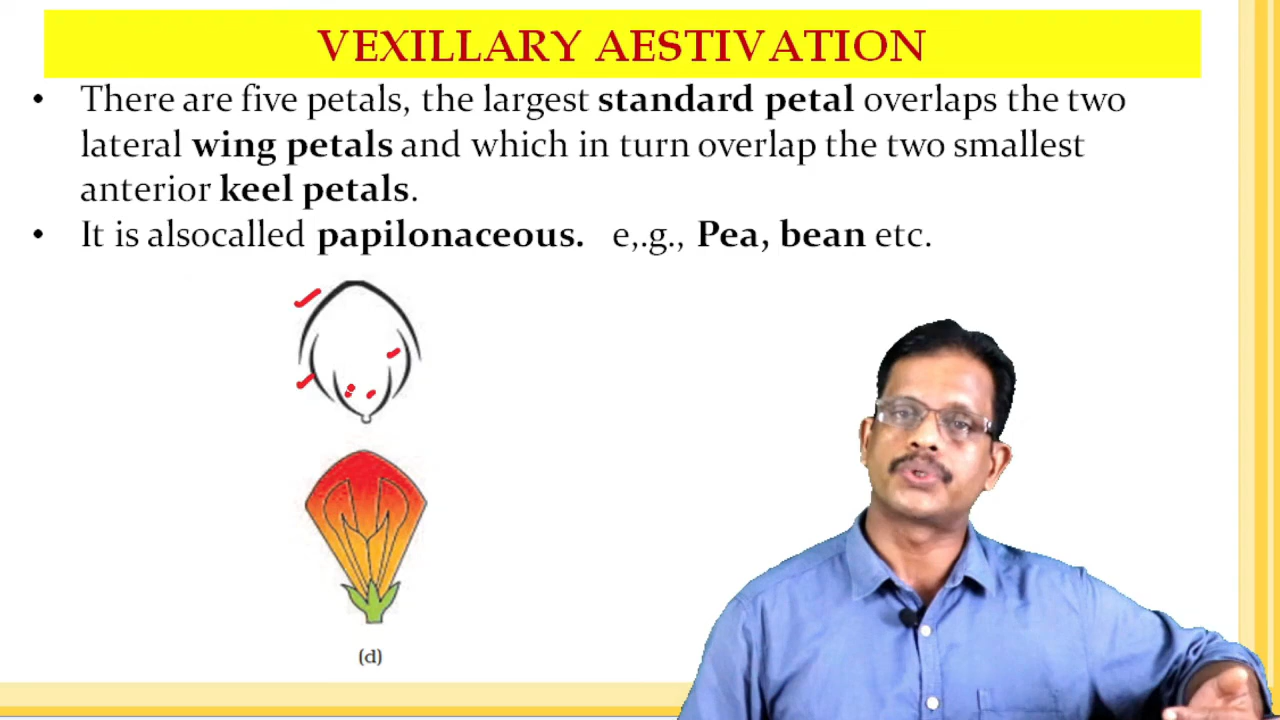 VEXILLARY AESTIVATION
• There are five petals, the largest standard petal overlaps the two
lateral wing petals and which in turn overlap the two smallest
anterior keel petals.
• It is alsocalled papilonaceous. e,.g., Pea, bean etc.
(d)